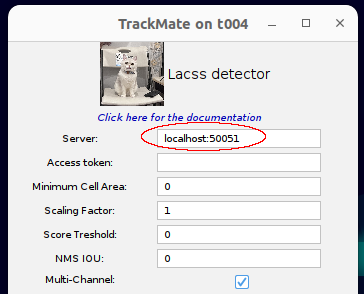 TrackMate on t004
Lacss detector
Click here for the documentation
Server: localhost:50051
Access token:
Minimum Cell Area: 0
Scaling Factor: 1
Score Treshold: 0
NMS IOU: 0
Multi-Channel: